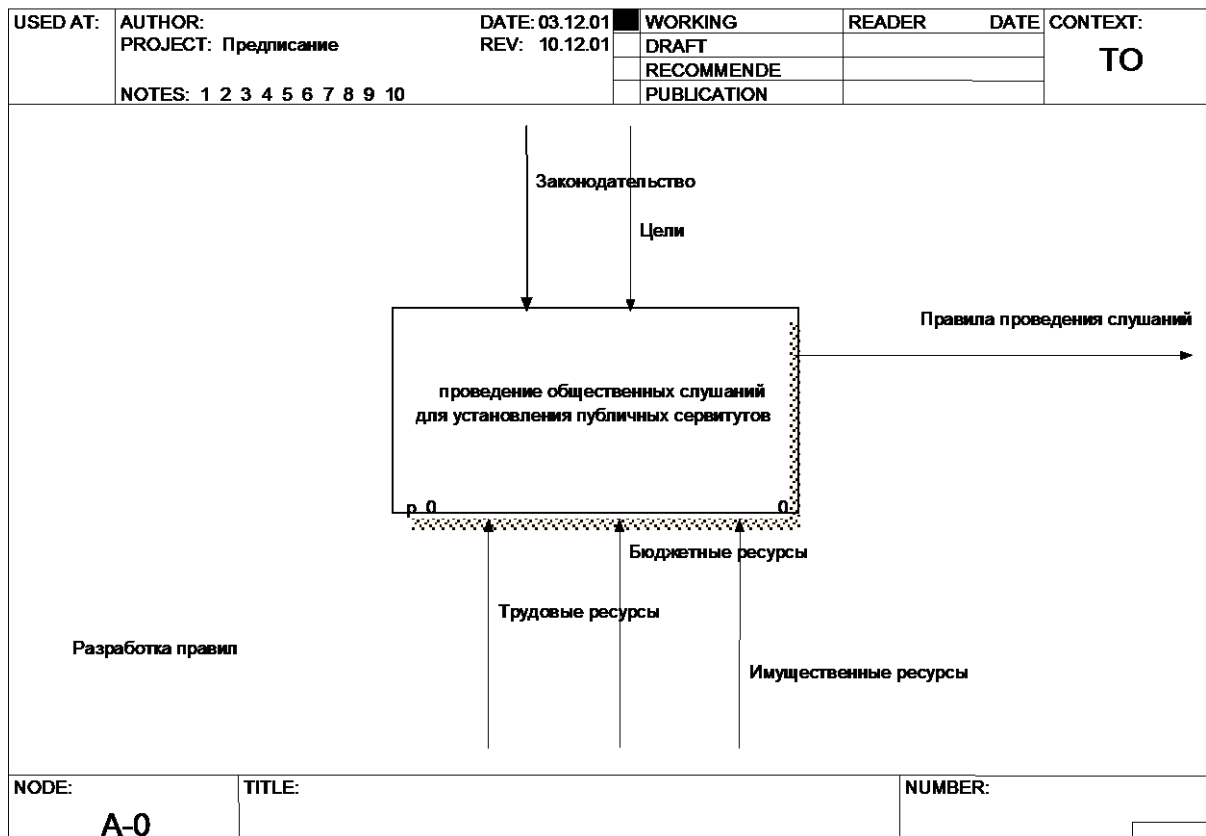 USED AT: AUTHOR: DATE: 03.12.01 WORKING READER DATE CONTEXT:
PROJECT: Предписание REV: 10.12.01 DRAFT
TO
RECOMMENDE
NOTES: 1 2 3 4 5 6 7 8 9 10 PUBLICATION
Законодательство
Цели
Правила проведения слушаний
проведение общественных слушаний
для установления публичных сервитутов
р. 0 0
Бюджетные ресурсы
Трудовые ресурсы
Разработка правил
Имущественные ресурсы
NODE: TITLE: NUMBER:
A-0